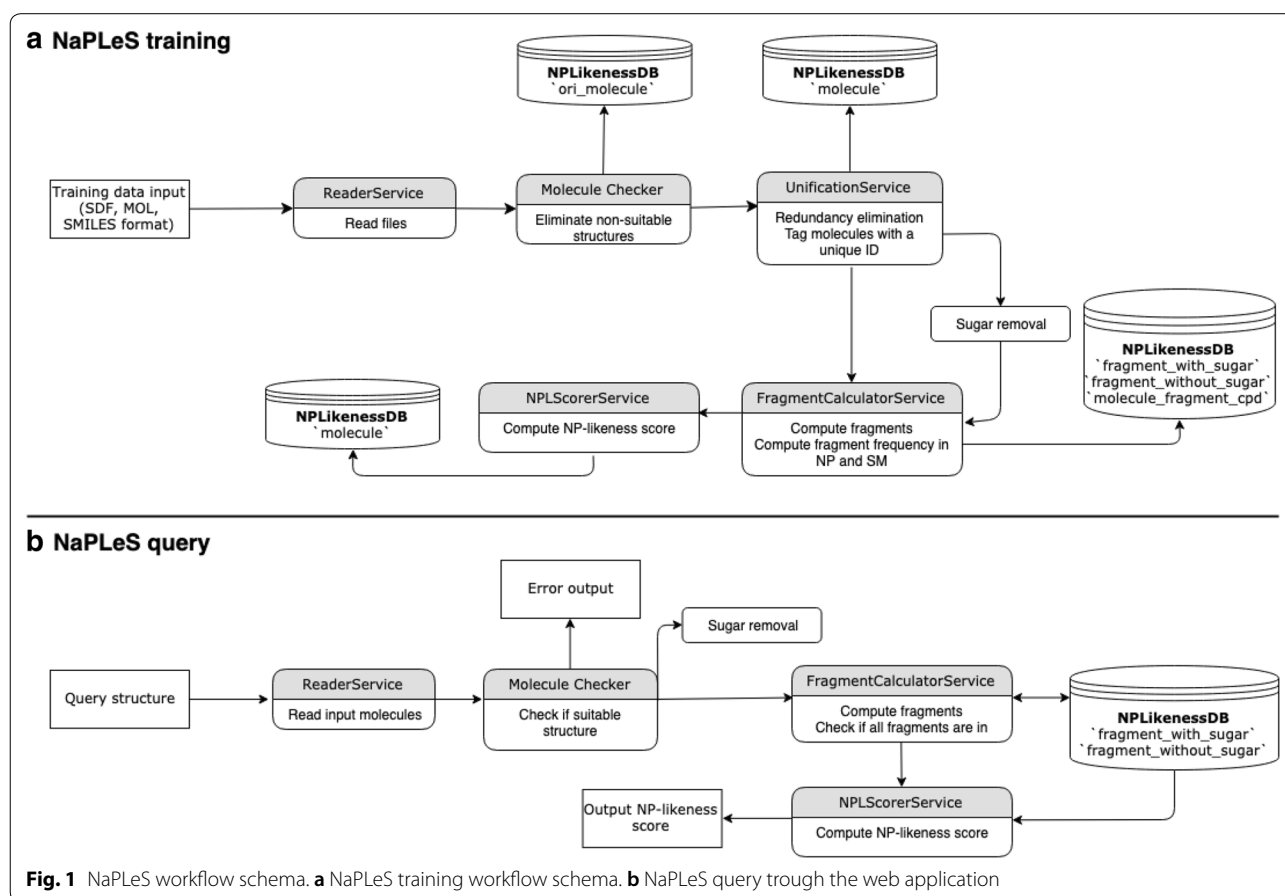 a NaPLeS training
NPLikenessDB
`ori_molecule`
NPLikenessDB
`molecule`
Training data input
(SDF, MOL,
SMILES format)
ReaderService
Read files
Molecule Checker
Eliminate non-suitable
structures
UnificationService
Redundancy elimination
Tag molecules with a
unique ID
Sugar removal
NPLikenessDB
`fragment_with_sugar`
`fragment_without_sugar`
`molecule_fragment_cpd`
FragmentCalculatorService
Compute fragments
Compute fragment frequency in
NP and SM
NPLScorerService
Compute NP-likeness score
NPLikenessDB
`molecule`
b NaPLeS query
Error output
Sugar removal
Query structure
ReaderService
Read input molecules
Molecule Checker
Check if suitable
structure
FragmentCalculatorService
Compute fragments
Check if all fragments are in
NPLikenessDB
`fragment_with_sugar`
`fragment_without_sugar`
NPLScorerService
Compute NP-likeness score
Output NP-likeness
score
Fig. 1 NaPLeS workflow schema. a NaPLeS training workflow schema. b NaPLeS query trough the web application